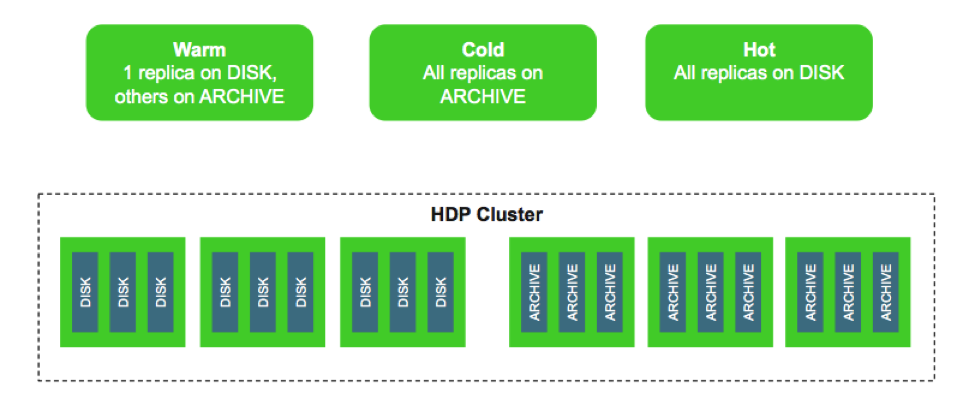 Warm
1 replica on DISK,
others on ARCHIVE
Cold
All replicas on
ARCHIVE
Hot
All replicas on DISK
HDP Cluster
DISK
DISK
DISK
DISK
DISK
DISK
DISK
DISK
DISK
ARCHIVE
ARCHIVE
ARCHIVE
ARCHIVE
ARCHIVE
ARCHIVE
ARCHIVE
ARCHIVE
ARCHIVE